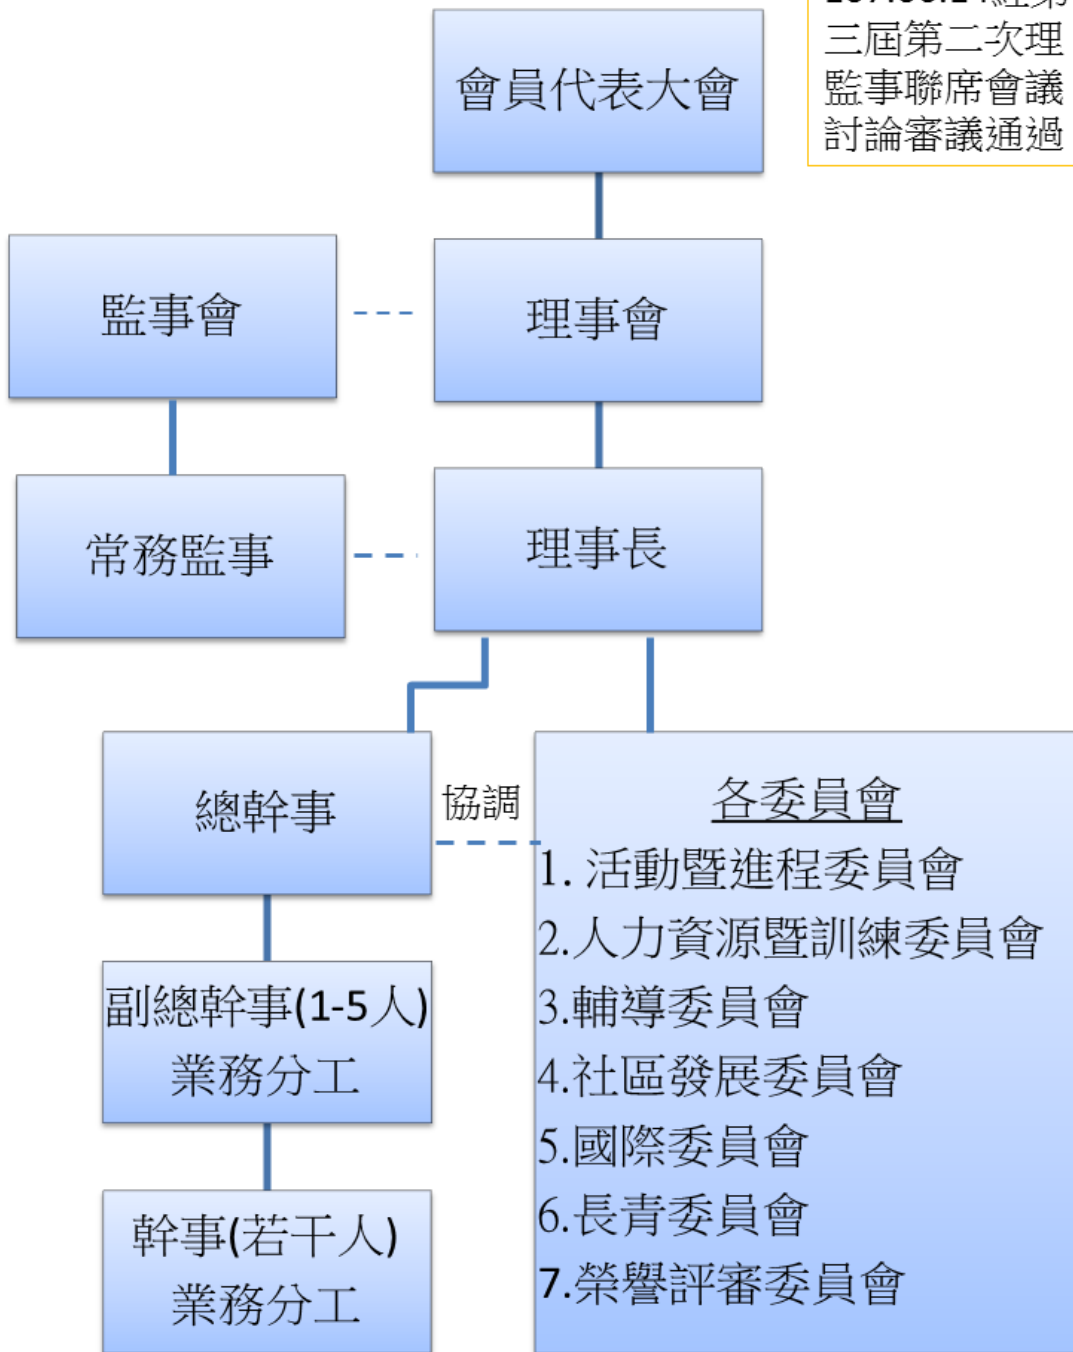 會員代表大會
三屆第二次理
監事聯席會議
討論審議通過
監事會
理事會
常務監事
理事長
總幹事
協調
各委員會
1. 活動暨進程委員會
2.人力資源暨訓練委員會
3.輔導委員會
4.社區發展委員會
5.國際委員會
6.長青委員會
7.榮譽評審委員會
副總幹事(1-5人)
業務分工
幹事(若干人)
業務分工